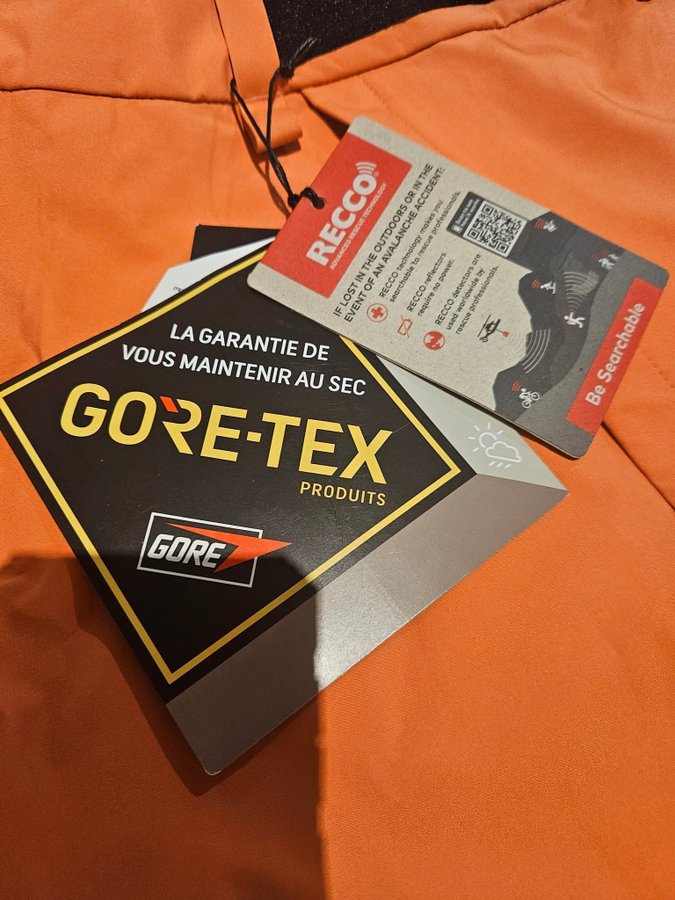 RECCO
ADVANCED RESCUE TECHNOLOGY
IF LOST IN THE OUTDOORS OR IN THE
EVENT OF AN AVALANCHE ACCIDENT:
RECCO technology makes you
searchable to rescue professionals.
RECCO reflectors
require no power.
RECCO detectors are
used worldwide by
rescue professionals.
Be Searchable
LA GARANTIE DE
VOUS MAINTENIR AU SEC
GORE-TEX
PRODUITS
GORE